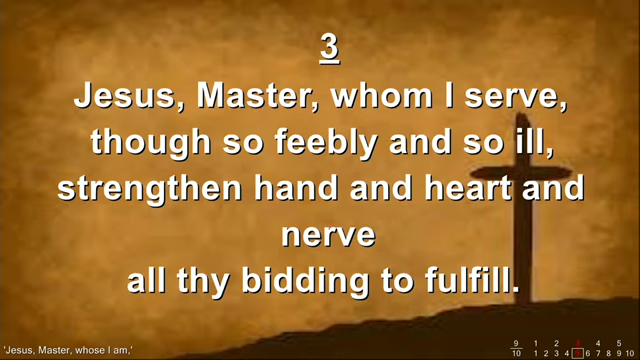 3
Jesus, Master, whom I serve,
though so feebly and so ill,
strengthen hand and heart and
nerve
all thy bidding to fulfill.
'Jesus, Master, whose I am,'
9 1 2 3 4 5
10 1 2 3 4 5 6 7 8 9 10